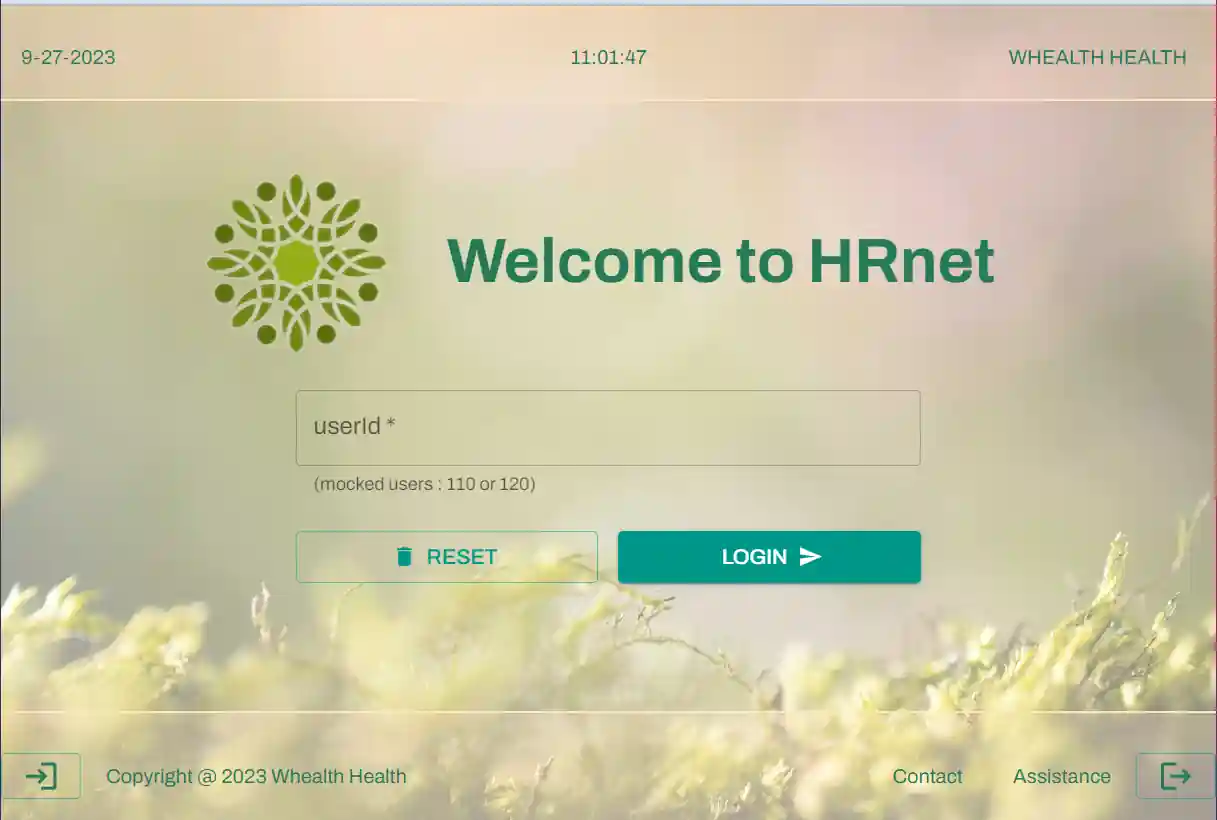 9-27-2023 11:01:47 WHEALTH HEALTH
Welcome to HRnet
userId *
(mocked users : 110 or 120)
RESET LOGIN
Copyright @ 2023 Whealth Health Contact Assistance